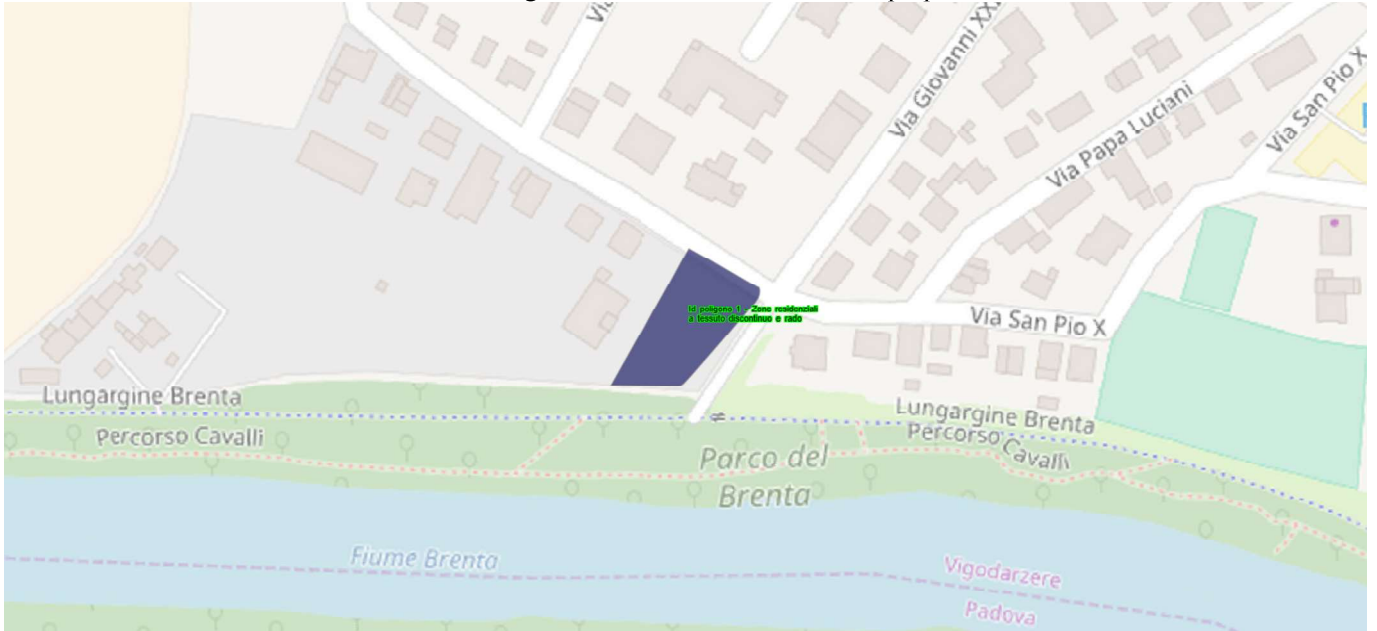 Via
Via Giovanni XXI
Via Papa Luciani
Via San Pio X
Id poligono 1 - Zone residenziali
a tessuto discontinuo e rado
Via San Pio X
Lungargine Brenta
Lungargine Brenta
Percorso Cavalli
Percorso Cavalli
Parco del
Brenta
Fiume Brenta
Vigodarzere
Padova